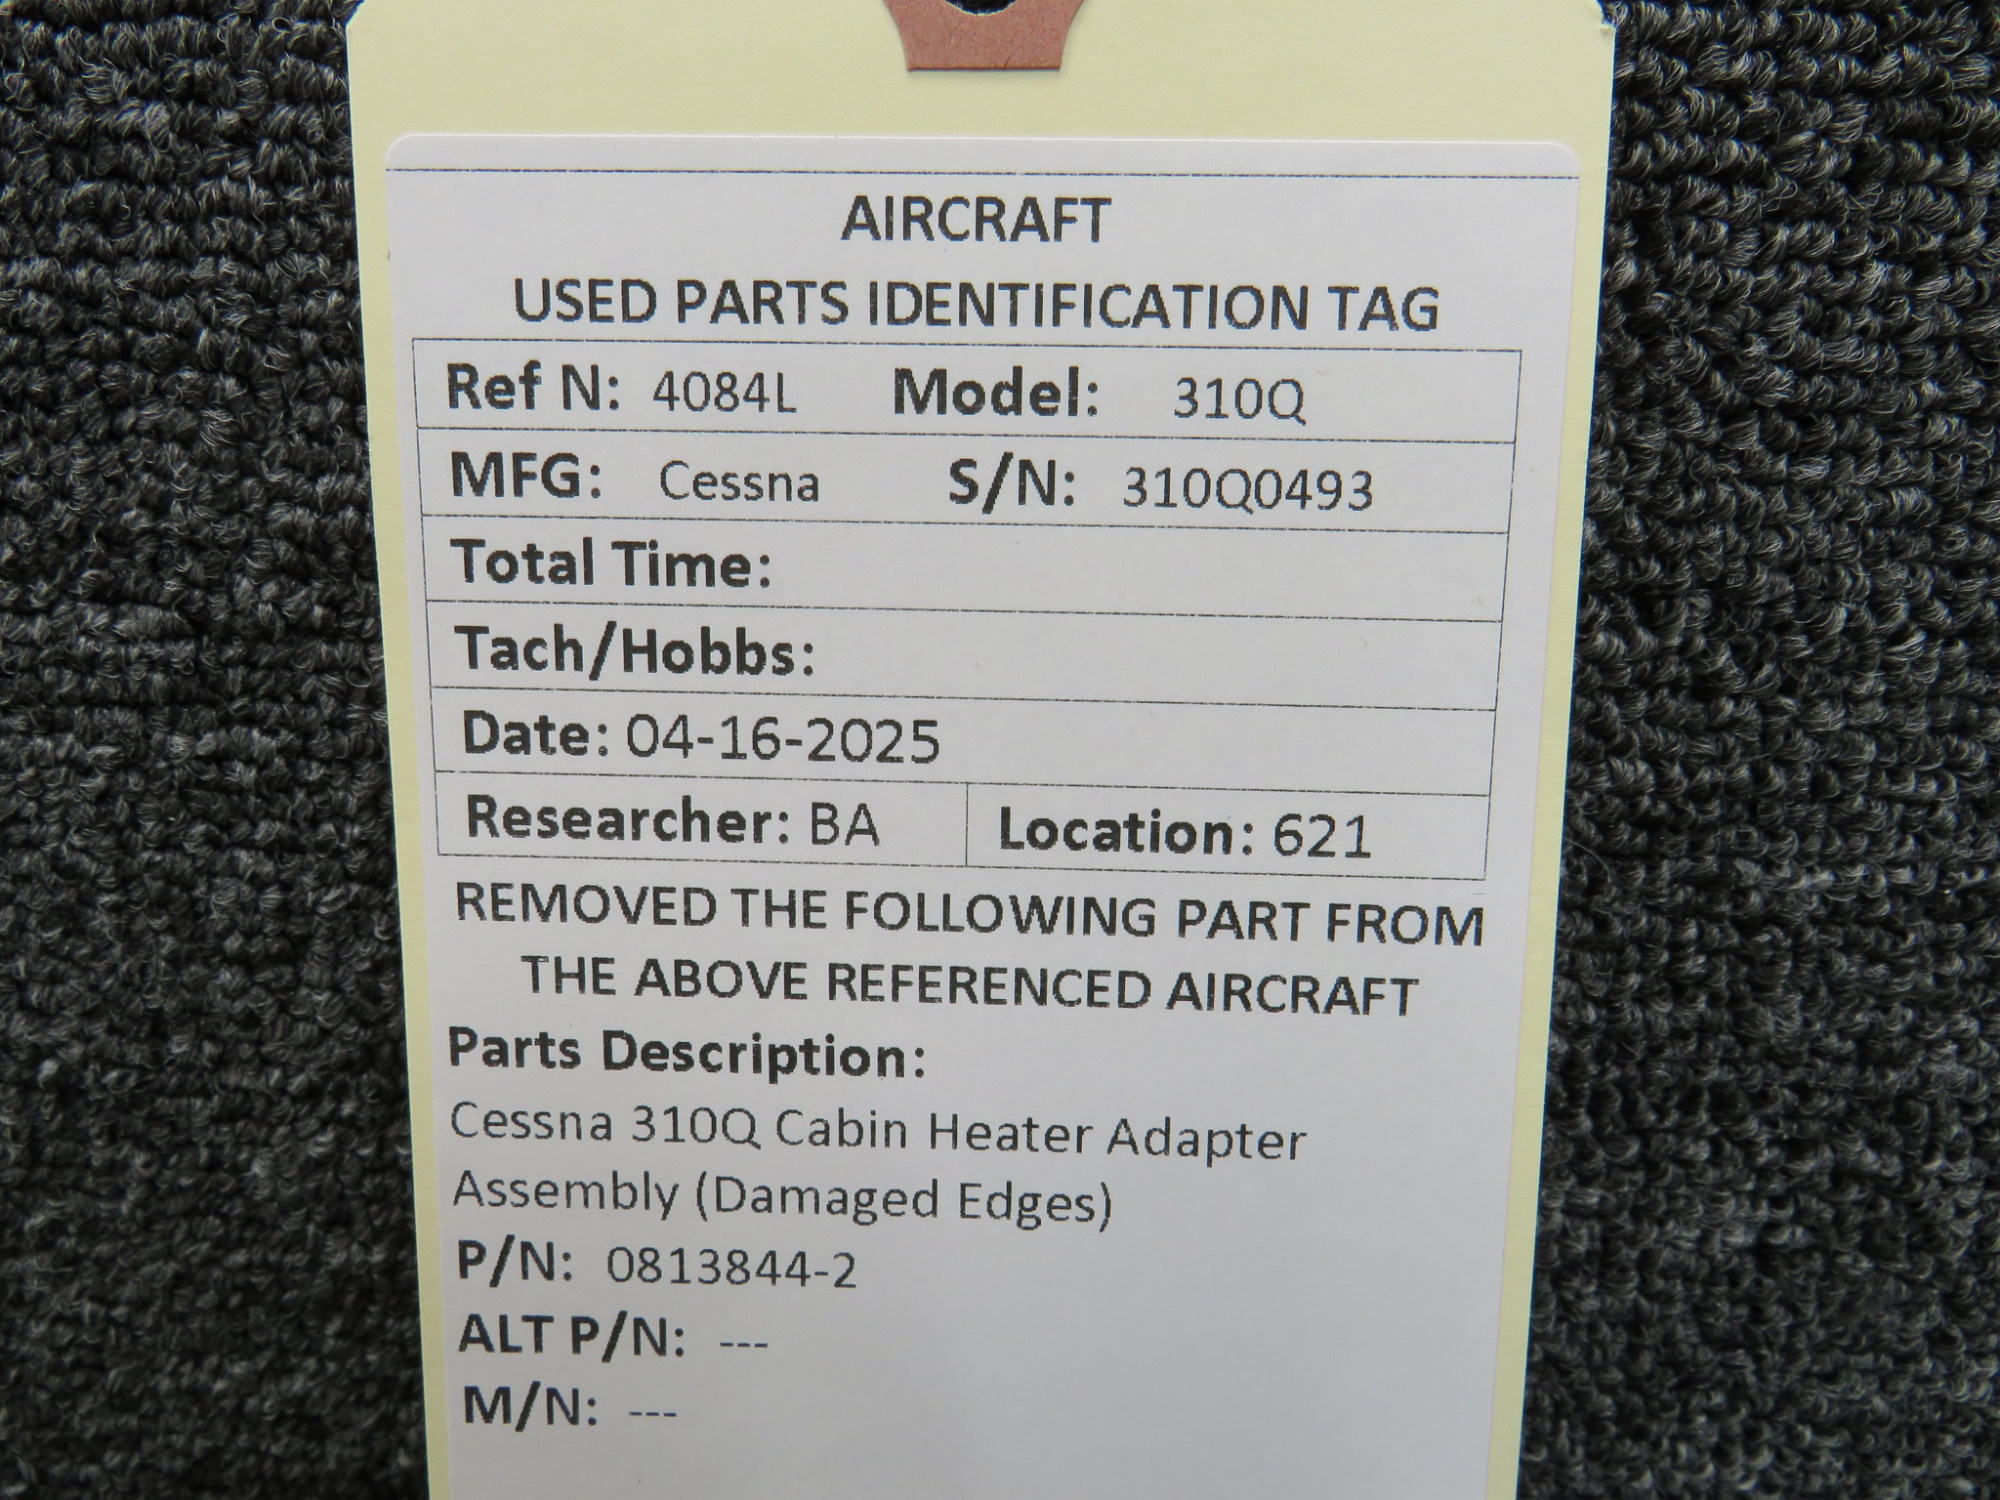 AIRCRAFT
USED PARTS IDENTIFICATION TAG
Ref N: 4084L Model: 310Q
MFG: Cessna S/N: 310Q0493
Total Time:
Tach/Hobbs:
Date: 04-16-2025
Researcher: BA Location: 621
REMOVED THE FOLLOWING PART FROM
THE ABOVE REFERENCED AIRCRAFT
Parts Description:
Cessna 310Q Cabin Heater Adapter
Assembly (Damaged Edges)
P/N: 0813844-2
ALT P/N: ---
M/N: ---